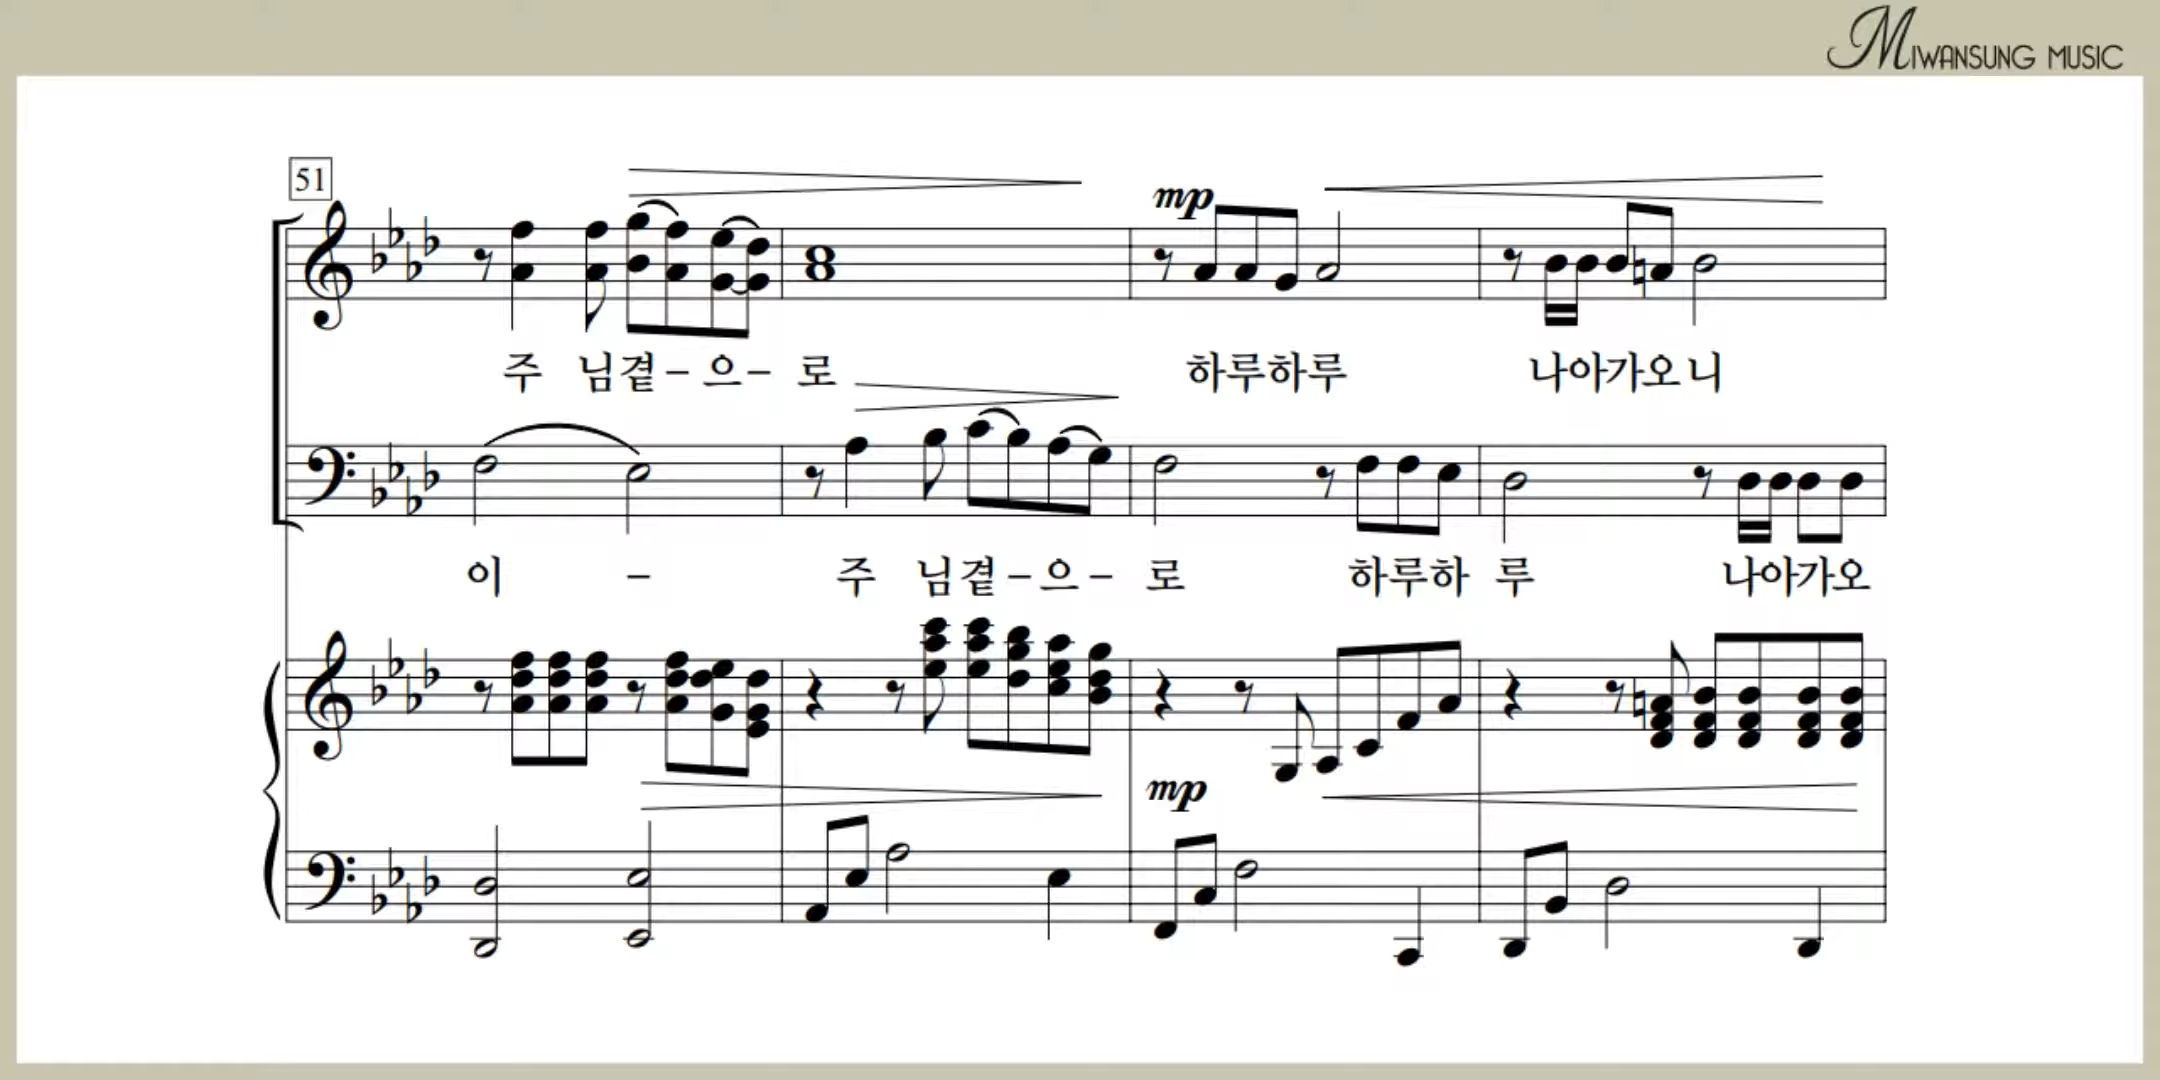 MIWANSUNG MUSIC
51
mp
주 님곁-으-로 하루하루 나아가오니
이 - 주 님곁-으-로 하루하 루 나아가오
mp